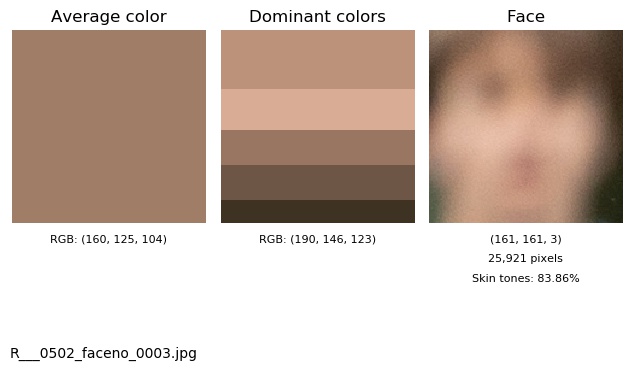 Average color
Dominant colors
Face
RGB: (160, 125, 104)
RGB: (190, 146, 123)
(161, 161, 3)
25,921 pixels
Skin tones: 83.86%
R___0502_faceno_0003.jpg